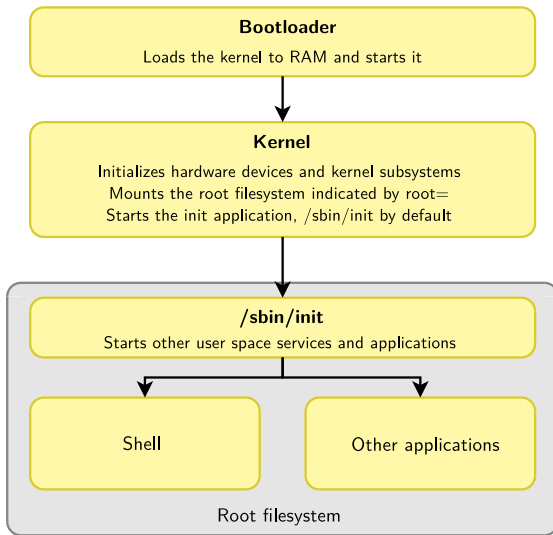 Bootloader
Loads the kernel to RAM and starts it
Kernel
Initializes hardware devices and kernel subsystems
Mounts the root filesystem indicated by root=
Starts the init application, /sbin/init by default
/sbin/init
Starts other user space services and applications
Shell
Other applications
Root filesystem